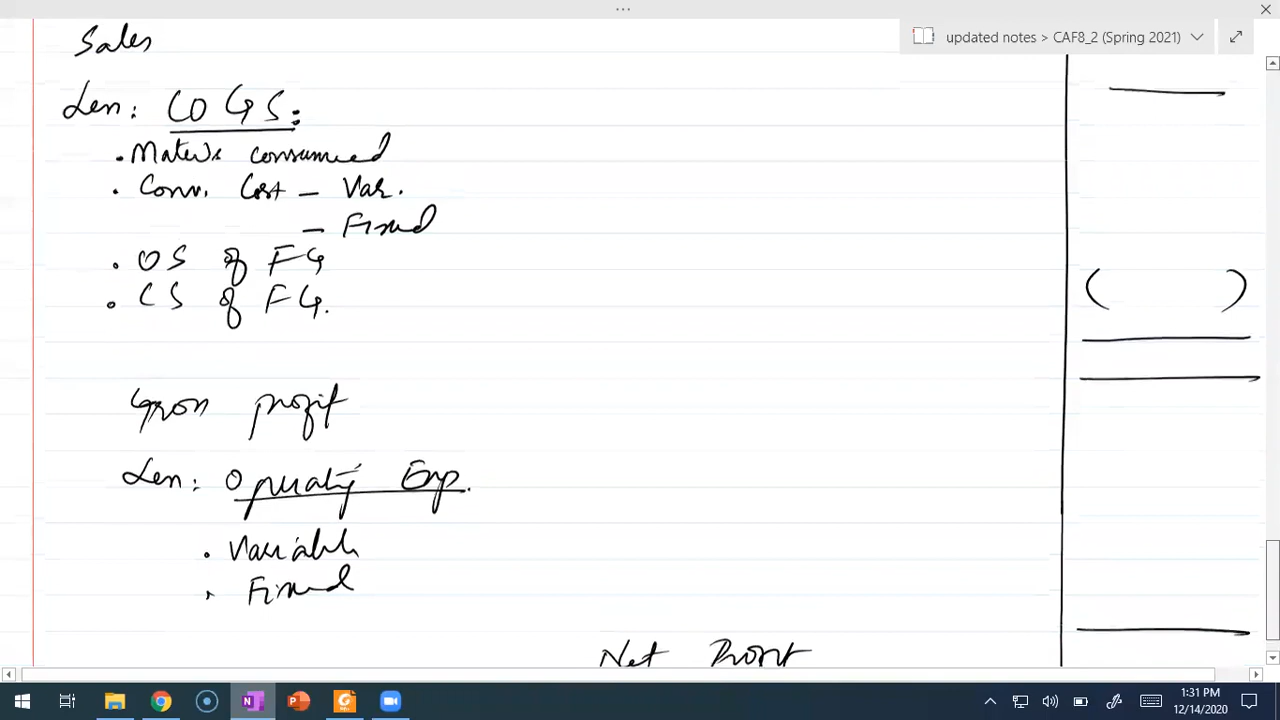 ...
updated notes > CAF8_2 (Spring 2021)
Sales
Less: COGS:
. Mater. consumed
. Conv. Cost – Var.
– Fixed
. OS of FG
. CS of FG.
( )
Gross profit
Less: Operating Exp.
. Variable
. Fixed
Net Profit
1:31 PM
12/14/2020